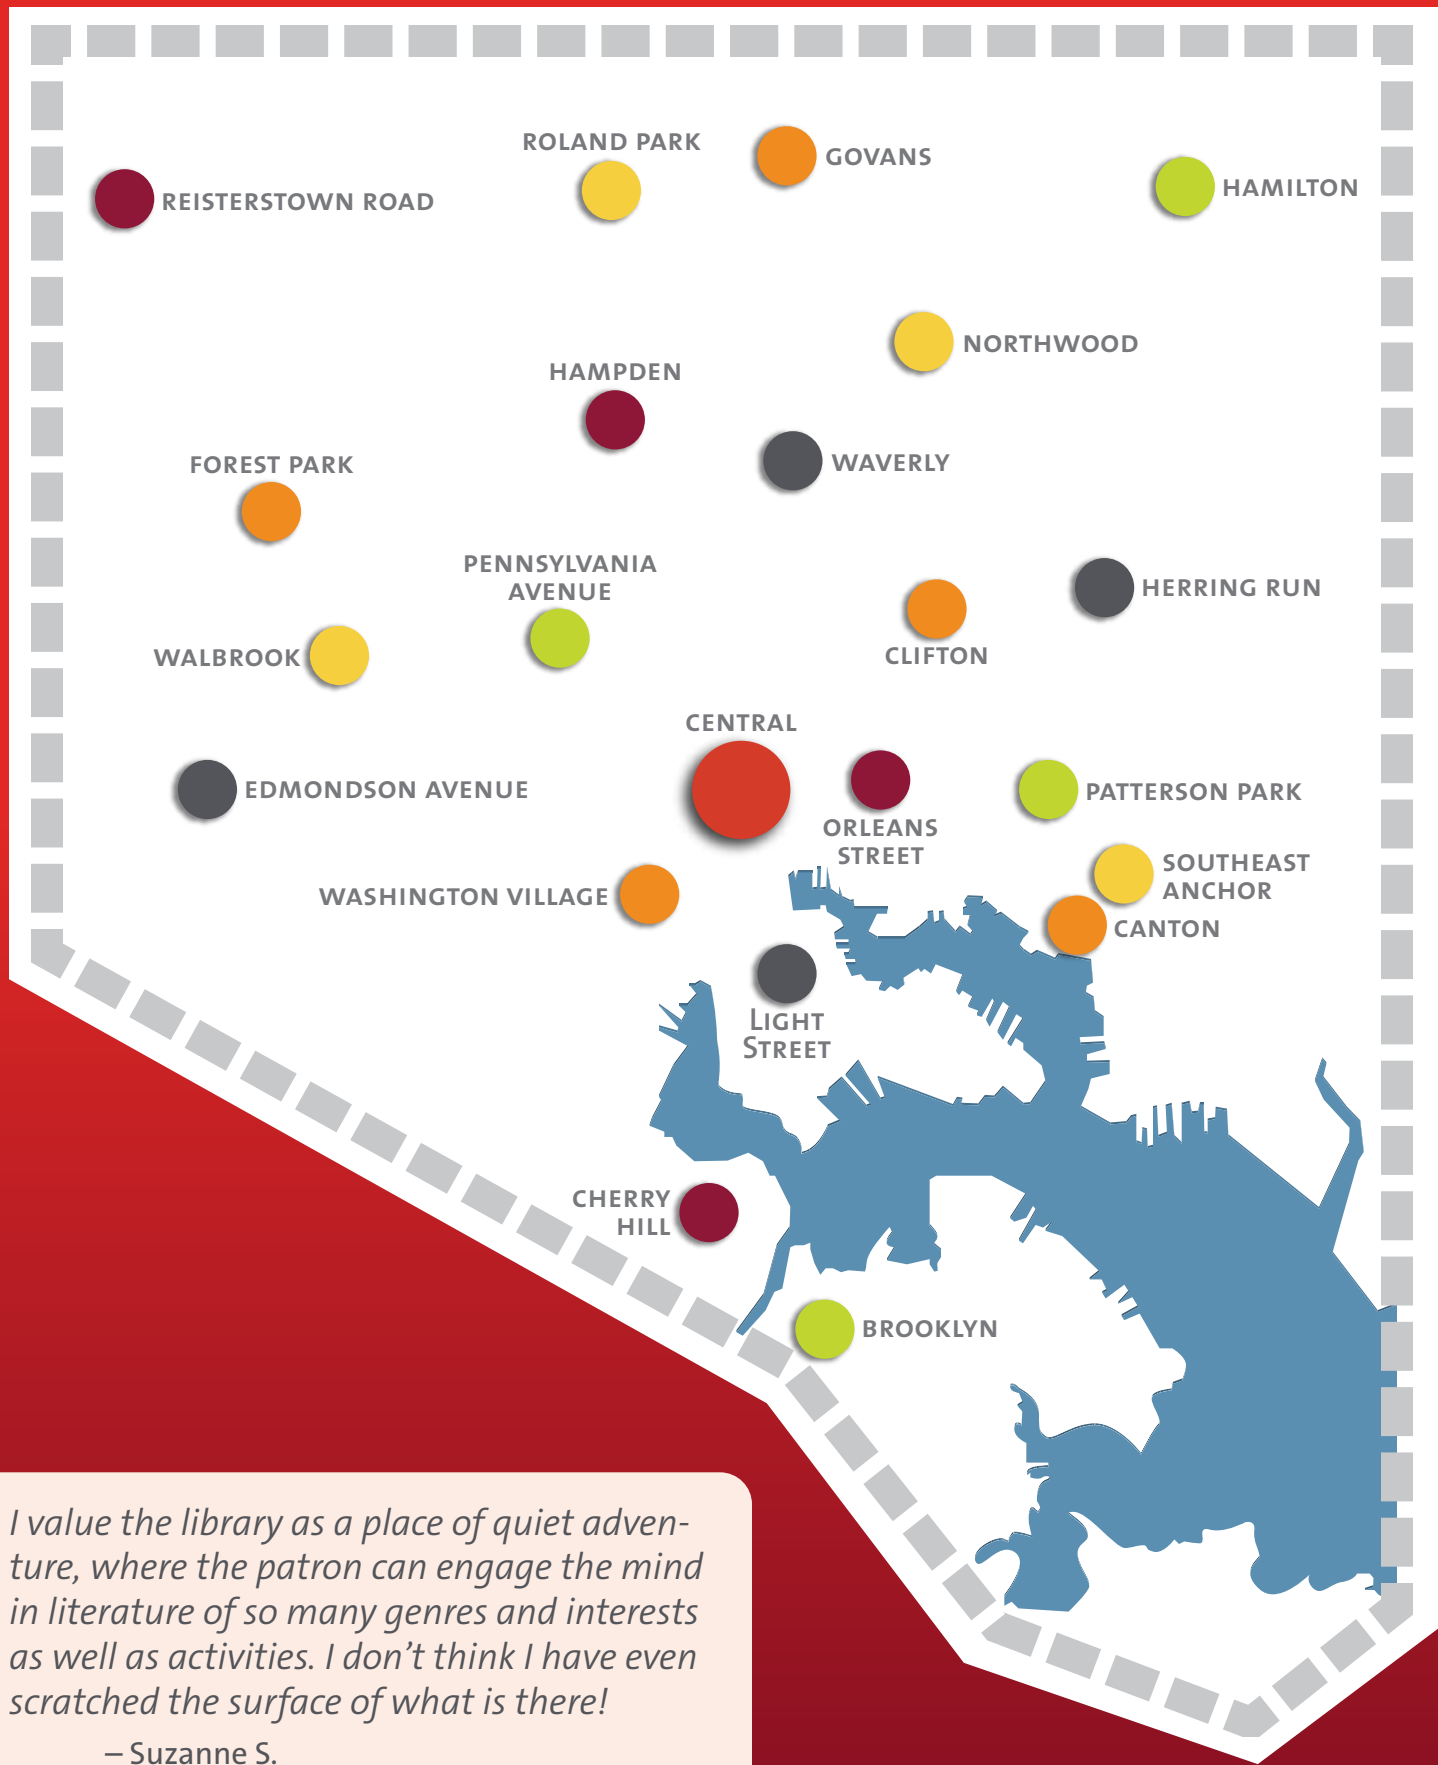 ROLAND PARK
GOVANS
HAMILTON
REISTERSTOWN ROAD
NORTHWOOD
HAMPDEN
WAVERLY
FOREST PARK
PENNSYLVANIA
AVENUE
HERRING RUN
CLIFTON
WALBROOK
CENTRAL
EDMONDSON AVENUE
PATTERSON PARK
ORLEANS
STREET
SOUTHEAST
ANCHOR
WASHINGTON VILLAGE
CANTON
LIGHT
STREET
CHERRY
HILL
BROOKLYN
I value the library as a place of quiet adven-
ture, where the patron can engage the mind
in literature of so many genres and interests
as well as activities. I don’t think I have even
scratched the surface of what is there!
– Suzanne S.